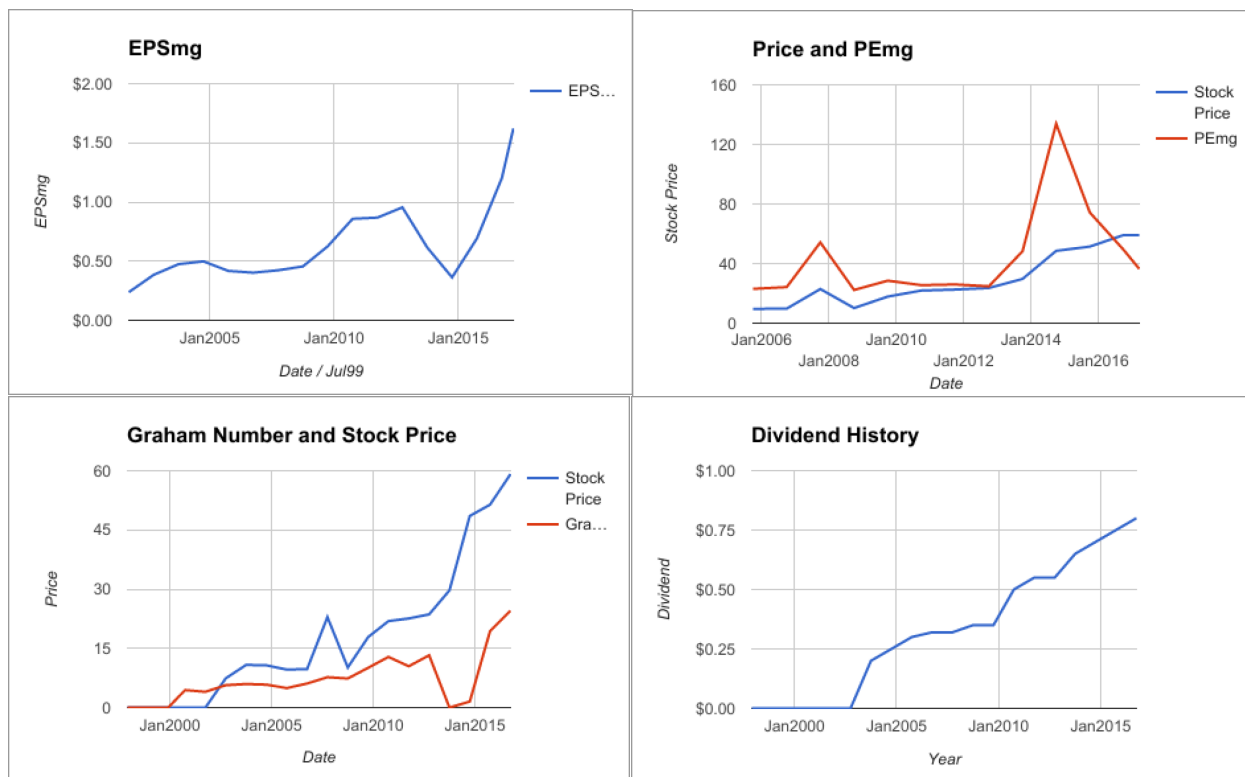 EPSmg
$2.00
$1.50
$1.00
$0.50
$0.00
EPSmg
EPS…
Jan2005
Jan2010
Jan2015
Date / Jul99
Price and PEmg
160
120
80
40
0
Stock Price
Stock
Price
PEmg
Jan2006
Jan2008
Jan2010
Jan2012
Jan2014
Jan2016
Date
Graham Number and Stock Price
60
45
30
15
0
Price
Stock
Price
Gra…
Jan2000
Jan2005
Jan2010
Jan2015
Date
Dividend History
$1.00
$0.75
$0.50
$0.25
$0.00
Dividend
Jan2000
Jan2005
Jan2010
Jan2015
Year